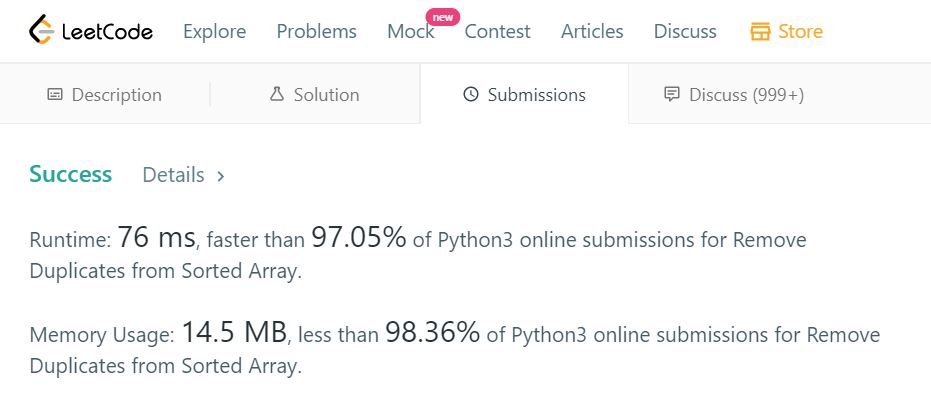 LeetCode Explore Problems Mock new Contest Articles Discuss Store
Description Solution Submissions Discuss (999+)
Success Details >
Runtime: 76 ms, faster than 97.05% of Python3 online submissions for Remove
Duplicates from Sorted Array.
Memory Usage: 14.5 MB, less than 98.36% of Python3 online submissions for Remove
Duplicates from Sorted Array.